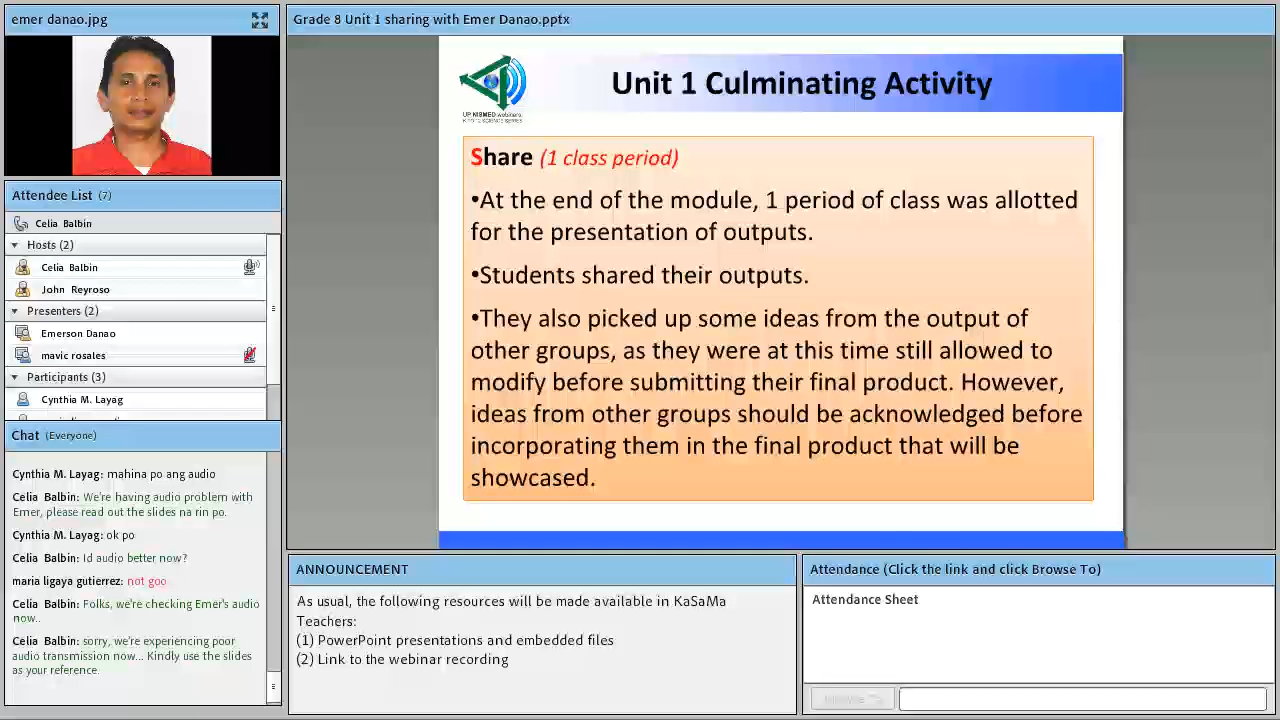 emer danao.jpg
Attendee List (7)
Celia Balbin
Hosts (2)
Celia Balbin
John Reyroso
Presenters (2)
Emerson Danao
mavic rosales
Participants (3)
Cynthia M. Layag
Chat (Everyone)
Cynthia M. Layag: mahina po ang audio
Celia Balbin: We're having audio problem with
Emer, please read out the slides na rin po.
Cynthia M. Layag: ok po
Celia Balbin: Id audio better now?
maria ligaya gutierrez: not goo
Celia Balbin: Folks, we're checking Emer's audio
now..
Celia Balbin: sorry, we're experiencing poor
audio transmission now... Kindly use the slides
as your reference.
Grade 8 Unit 1 sharing with Emer Danao.pptx
UP NISMED webinars
Unit 1 Culminating Activity
Share (1 class period)
•At the end of the module, 1 period of class was allotted
for the presentation of outputs.
•Students shared their outputs.
•They also picked up some ideas from the output of
other groups, as they were at this time still allowed to
modify before submitting their final product. However,
ideas from other groups should be acknowledged before
incorporating them in the final product that will be
showcased.
ANNOUNCEMENT
As usual, the following resources will be made available in KaSaMa
Teachers:
(1) PowerPoint presentations and embedded files
(2) Link to the webinar recording
Attendance (Click the link and click Browse To)
Attendance Sheet
Browse To